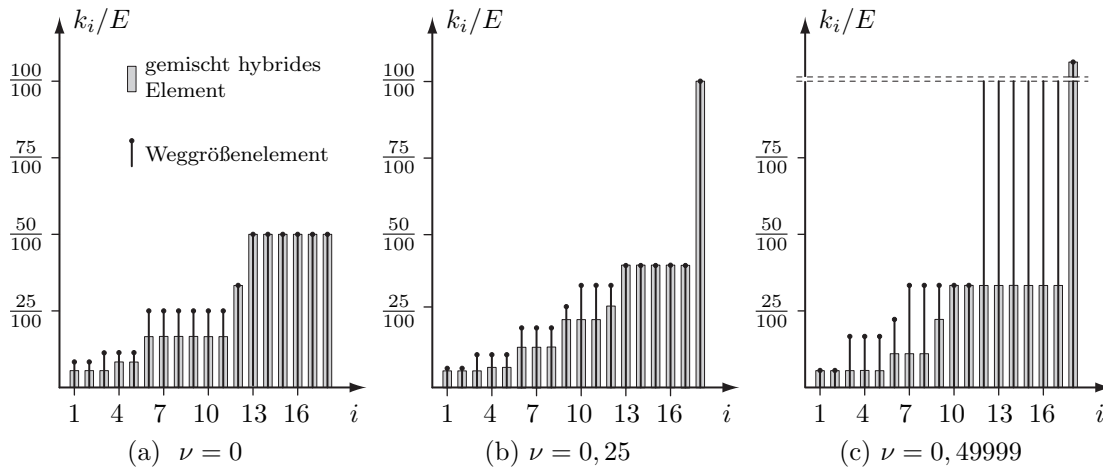 k_i/E
100/100
75/100
50/100
25/100
gemischt hybrides
Element
Weggrößenelement
1 4 7 10 13 16 i
(a) ν = 0
k_i/E
100/100
75/100
50/100
25/100
1 4 7 10 13 16 i
(b) ν = 0, 25
k_i/E
100/100
75/100
50/100
25/100
1 4 7 10 13 16 i
(c) ν = 0, 49999